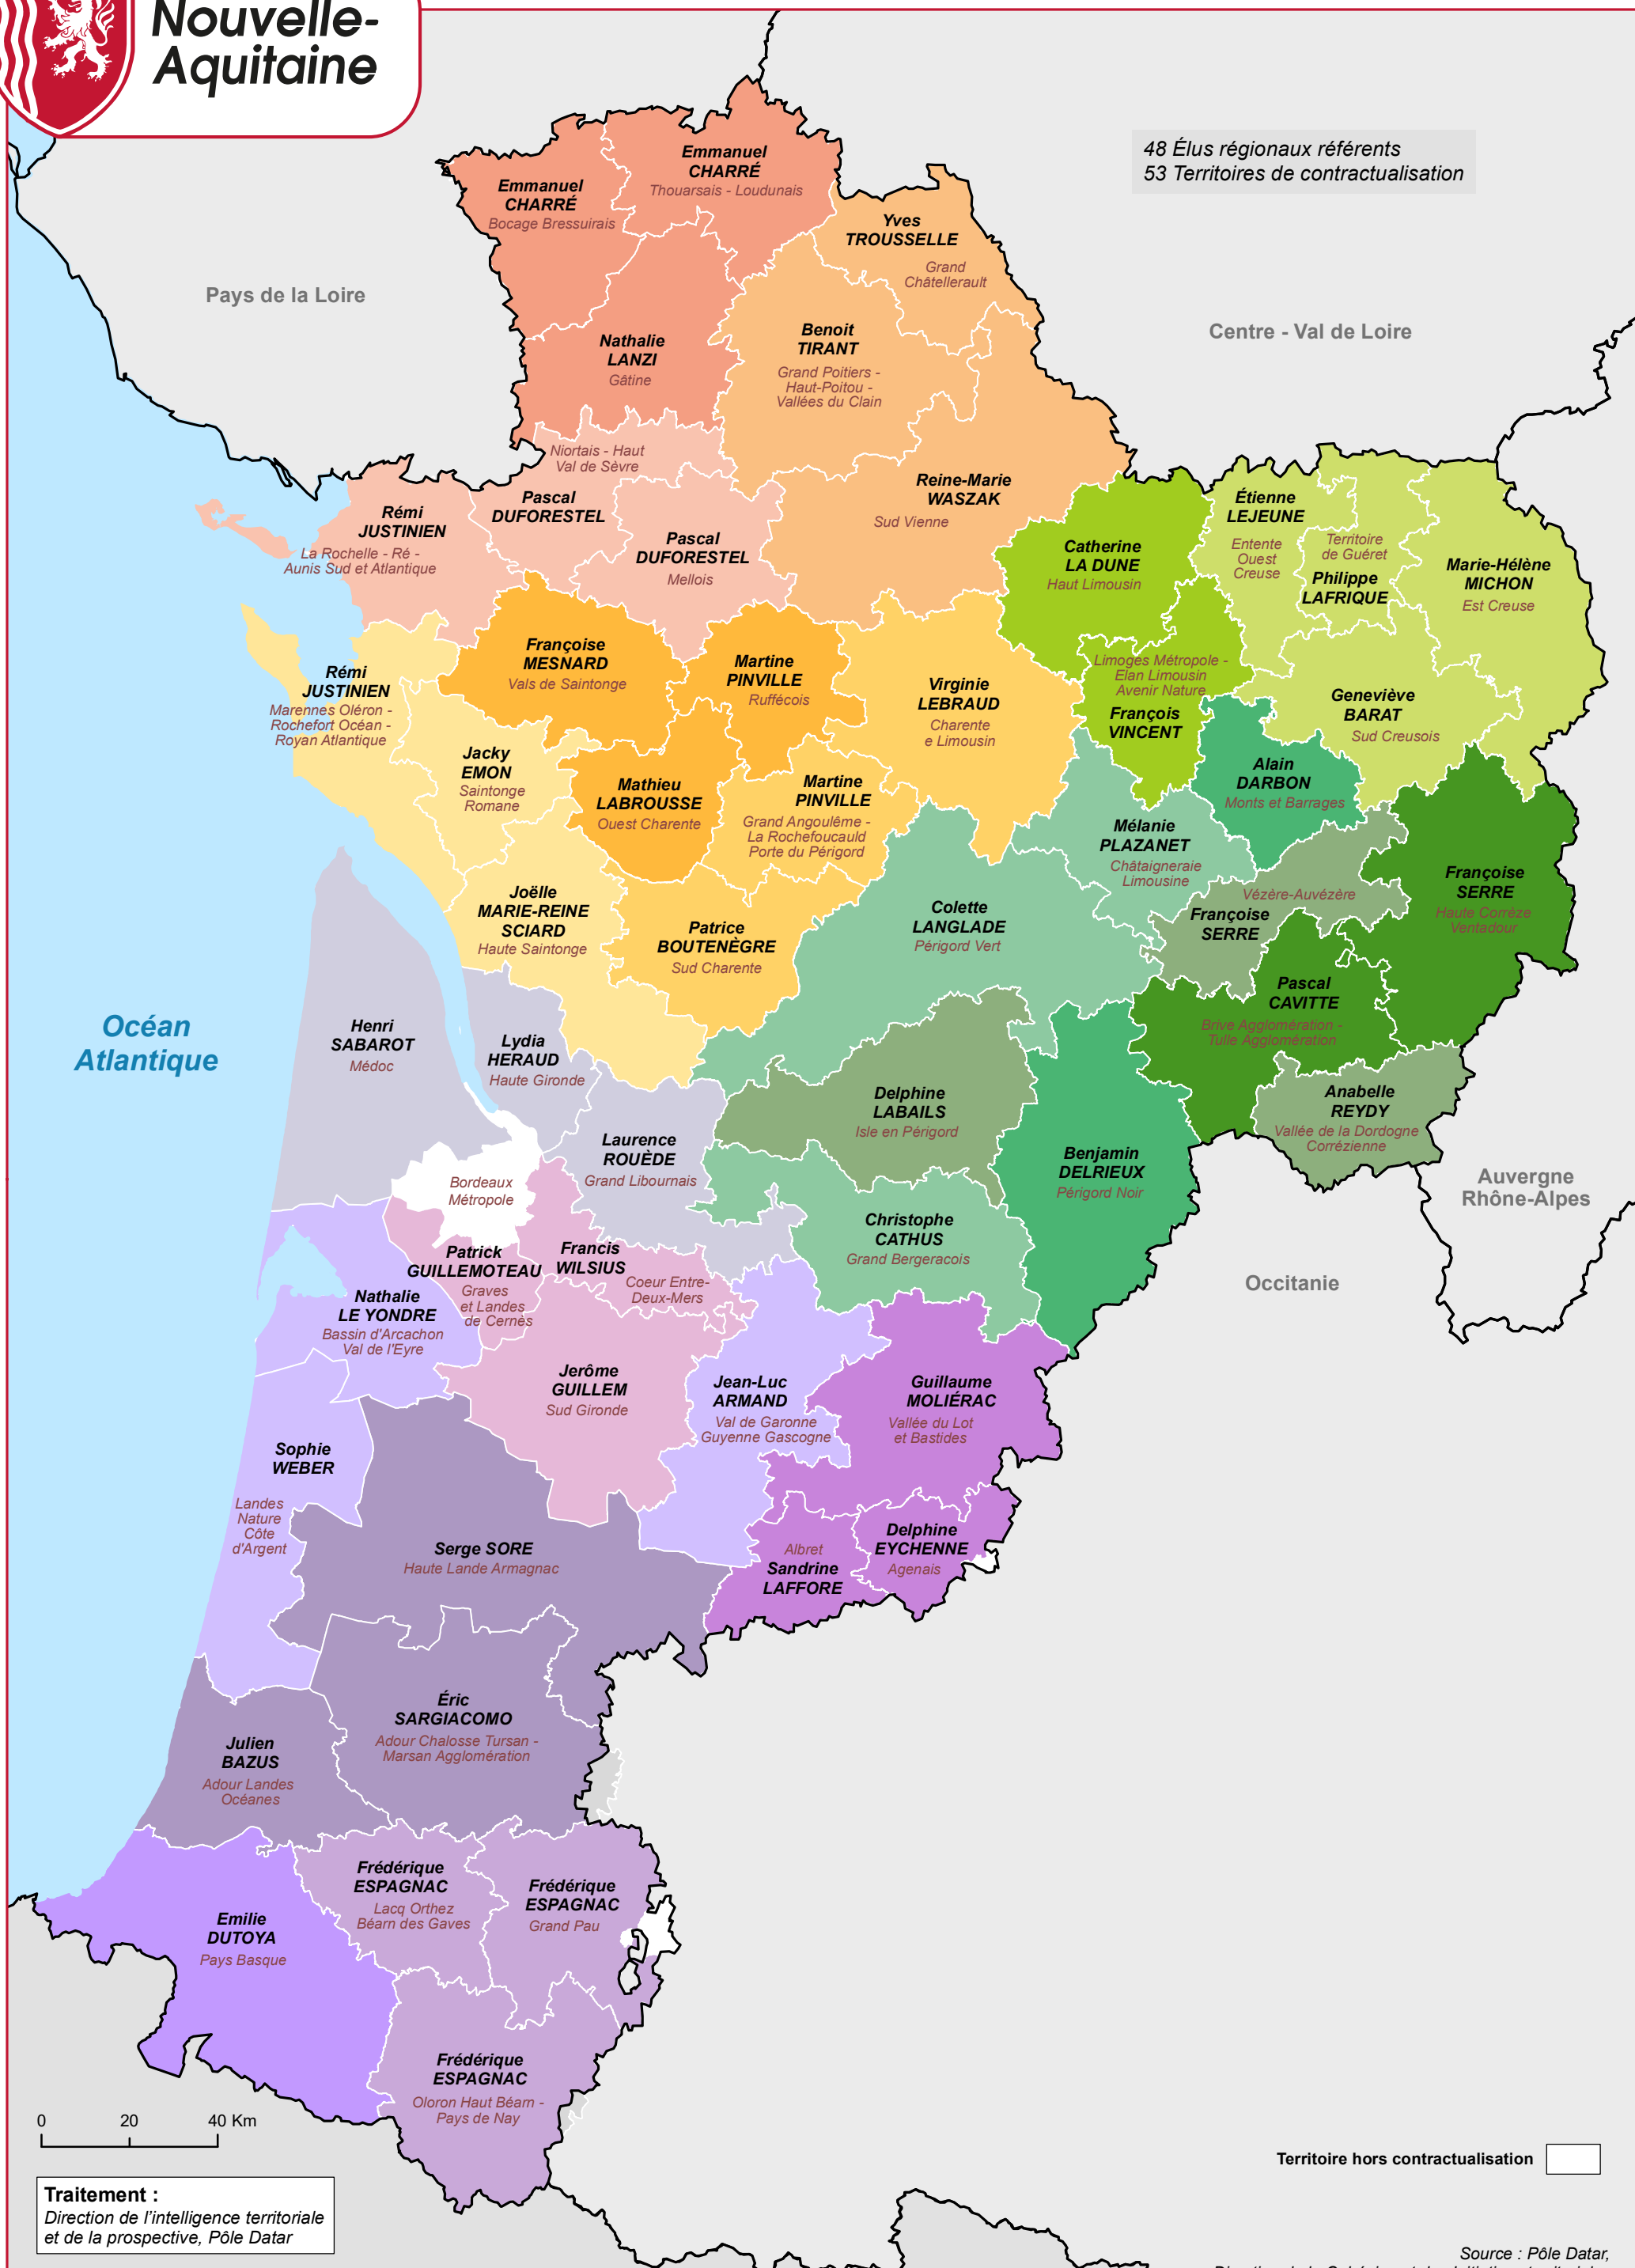 Nouvelle-
Aquitaine
48 Élus régionaux référents
53 Territoires de contractualisation
Emmanuel
CHARRÉ
Thouarsais - Loudunais
Emmanuel
CHARRÉ
Bocage Bressuirais
Yves
TROUSSELLE
Grand
Châtellerault
Pays de la Loire
Centre - Val de Loire
Nathalie
LANZI
Gâtine
Benoit
TIRANT
Grand Poitiers -
Haut-Poitou -
Vallées du Clain
Niortais - Haut
Val de Sèvre
Pascal
DUFORESTEL
Reine-Marie
WASZAK
Sud Vienne
Rémi
JUSTINIEN
La Rochelle - Ré -
Aunis Sud et Atlantique
Pascal
DUFORESTEL
Mellois
Catherine
LA DUNE
Haut Limousin
Étienne
LEJEUNE
Entente
Ouest
Creuse
Territoire
de Guéret
Philippe
LAFRIQUE
Marie-Hélène
MICHON
Est Creuse
Rémi
JUSTINIEN
Marennes Oléron -
Rochefort Océan -
Royan Atlantique
Françoise
MESNARD
Vals de Saintonge
Martine
PINVILLE
Ruffécois
Virginie
LEBRAUD
Charente
e Limousin
Limoges Métropole -
Elan Limousin
Avenir Nature
François
VINCENT
Geneviève
BARAT
Sud Creusois
Jacky
EMON
Saintonge
Romane
Mathieu
LABROUSSE
Ouest Charente
Martine
PINVILLE
Grand Angoulême -
La Rochefoucauld
Porte du Périgord
Alain
DARBON
Monts et Barrages
Mélanie
PLAZANET
Châtaigneraie
Limousine
Joëlle
MARIE-REINE
SCIARD
Haute Saintonge
Patrice
BOUTENÈGRE
Sud Charente
Colette
LANGLADE
Périgord Vert
Vézère-Auvézère
Françoise
SERRE
Françoise
SERRE
Haute Corrèze
Ventadour
Pascal
CAVITTE
Brive Agglomération -
Tulle Agglomération
Océan
Atlantique
Henri
SABAROT
Médoc
Lydia
HERAUD
Haute Gironde
Delphine
LABAILS
Isle en Périgord
Anabelle
REYDY
Vallée de la Dordogne
Corrézienne
Laurence
ROUÈDE
Grand Libournais
Benjamin
DELRIEUX
Périgord Noir
Auvergne
Rhône-Alpes
Bordeaux
Métropole
Christophe
CATHUS
Grand Bergeracois
Patrick
GUILLEMOTEAU
Graves
et Landes
de Cernès
Francis
WILSIUS
Coeur Entre-
Deux-Mers
Occitanie
Nathalie
LE YONDRE
Bassin d'Arcachon
Val de l'Eyre
Jerôme
GUILLEM
Sud Gironde
Jean-Luc
ARMAND
Val de Garonne
Guyenne Gascogne
Guillaume
MOLIÉRAC
Vallée du Lot
et Bastides
Sophie
WEBER
Landes
Nature
Côte
d'Argent
Serge SORE
Haute Lande Armagnac
Albret
Sandrine
LAFFORE
Delphine
EYCHENNE
Agenais
Éric
SARGIACOMO
Adour Chalosse Tursan -
Marsan Agglomération
Julien
BAZUS
Adour Landes
Océanes
Frédérique
ESPAGNAC
Lacq Orthez
Béarn des Gaves
Frédérique
ESPAGNAC
Grand Pau
Emilie
DUTOYA
Pays Basque
Frédérique
ESPAGNAC
Oloron Haut Béarn -
Pays de Nay
0 20 40 Km
Territoire hors contractualisation
Traitement :
Direction de l'intelligence territoriale
et de la prospective, Pôle Datar
Source : Pôle Datar,